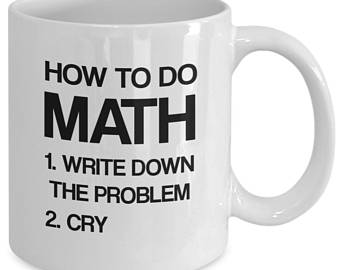 HOW TO DO
MATH
1. WRITE DOWN
THE PROBLEM
2. CRY